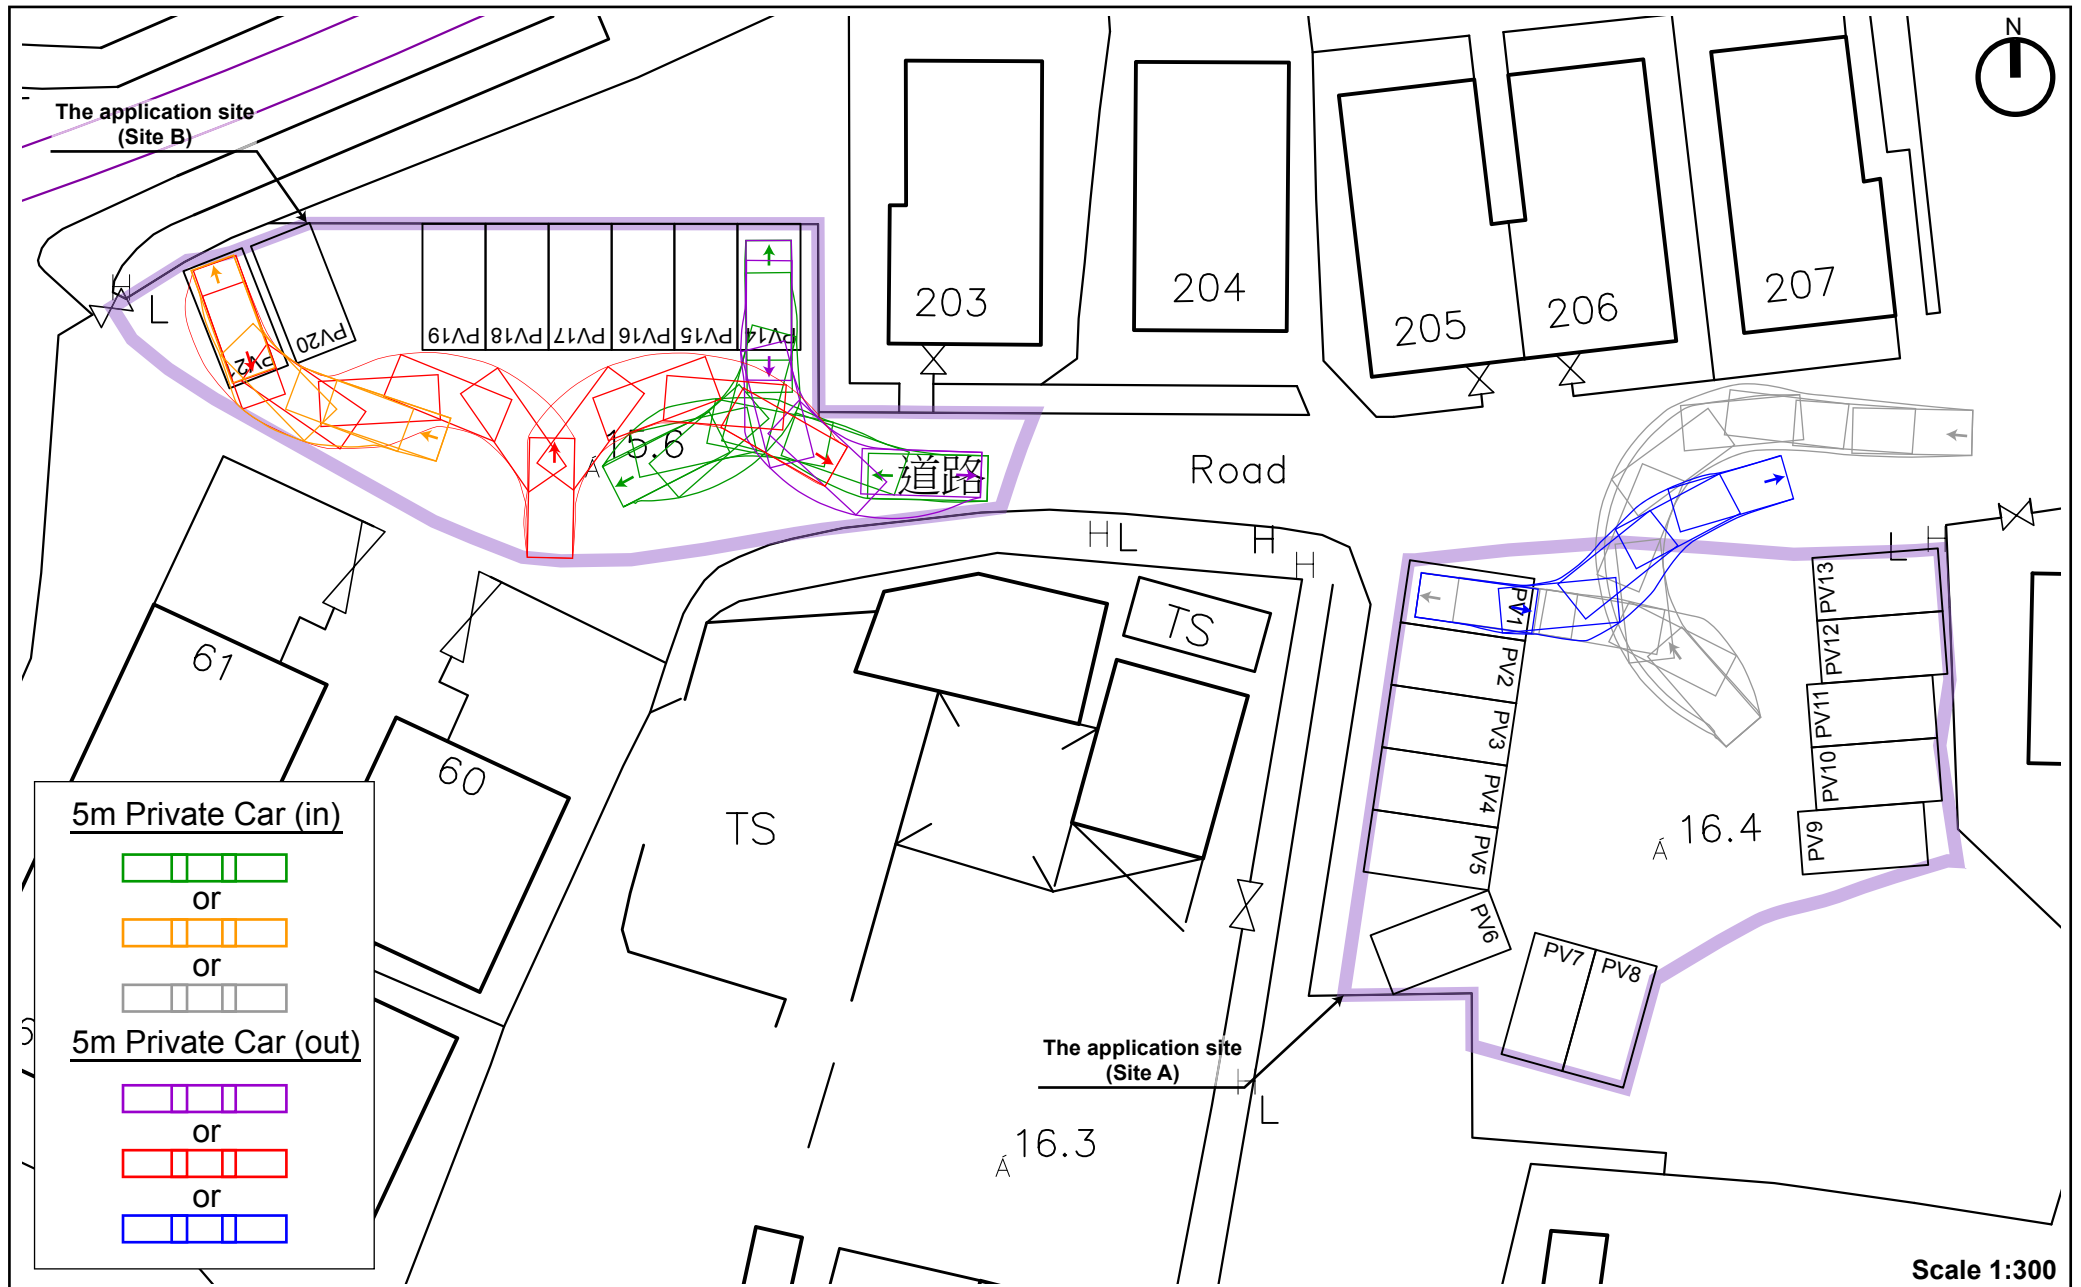 N
The application site
(Site B)
203
204
205
206
207
H
L
PV20
PV19
PV18
PV17
PV16
PV15
PV14
15.6
Á
道路
Road
H
L
H
H
L
H
61
60
TS
TS
PV1
PV2
PV3
PV4
PV5
PV6
PV7
PV8
PV9
PV10
PV11
PV12
PV13
Á 16.4
The application site
(Site A)
H
L
Á 16.3
5m Private Car (in)
or
or
5m Private Car (out)
or
or
Scale 1:300